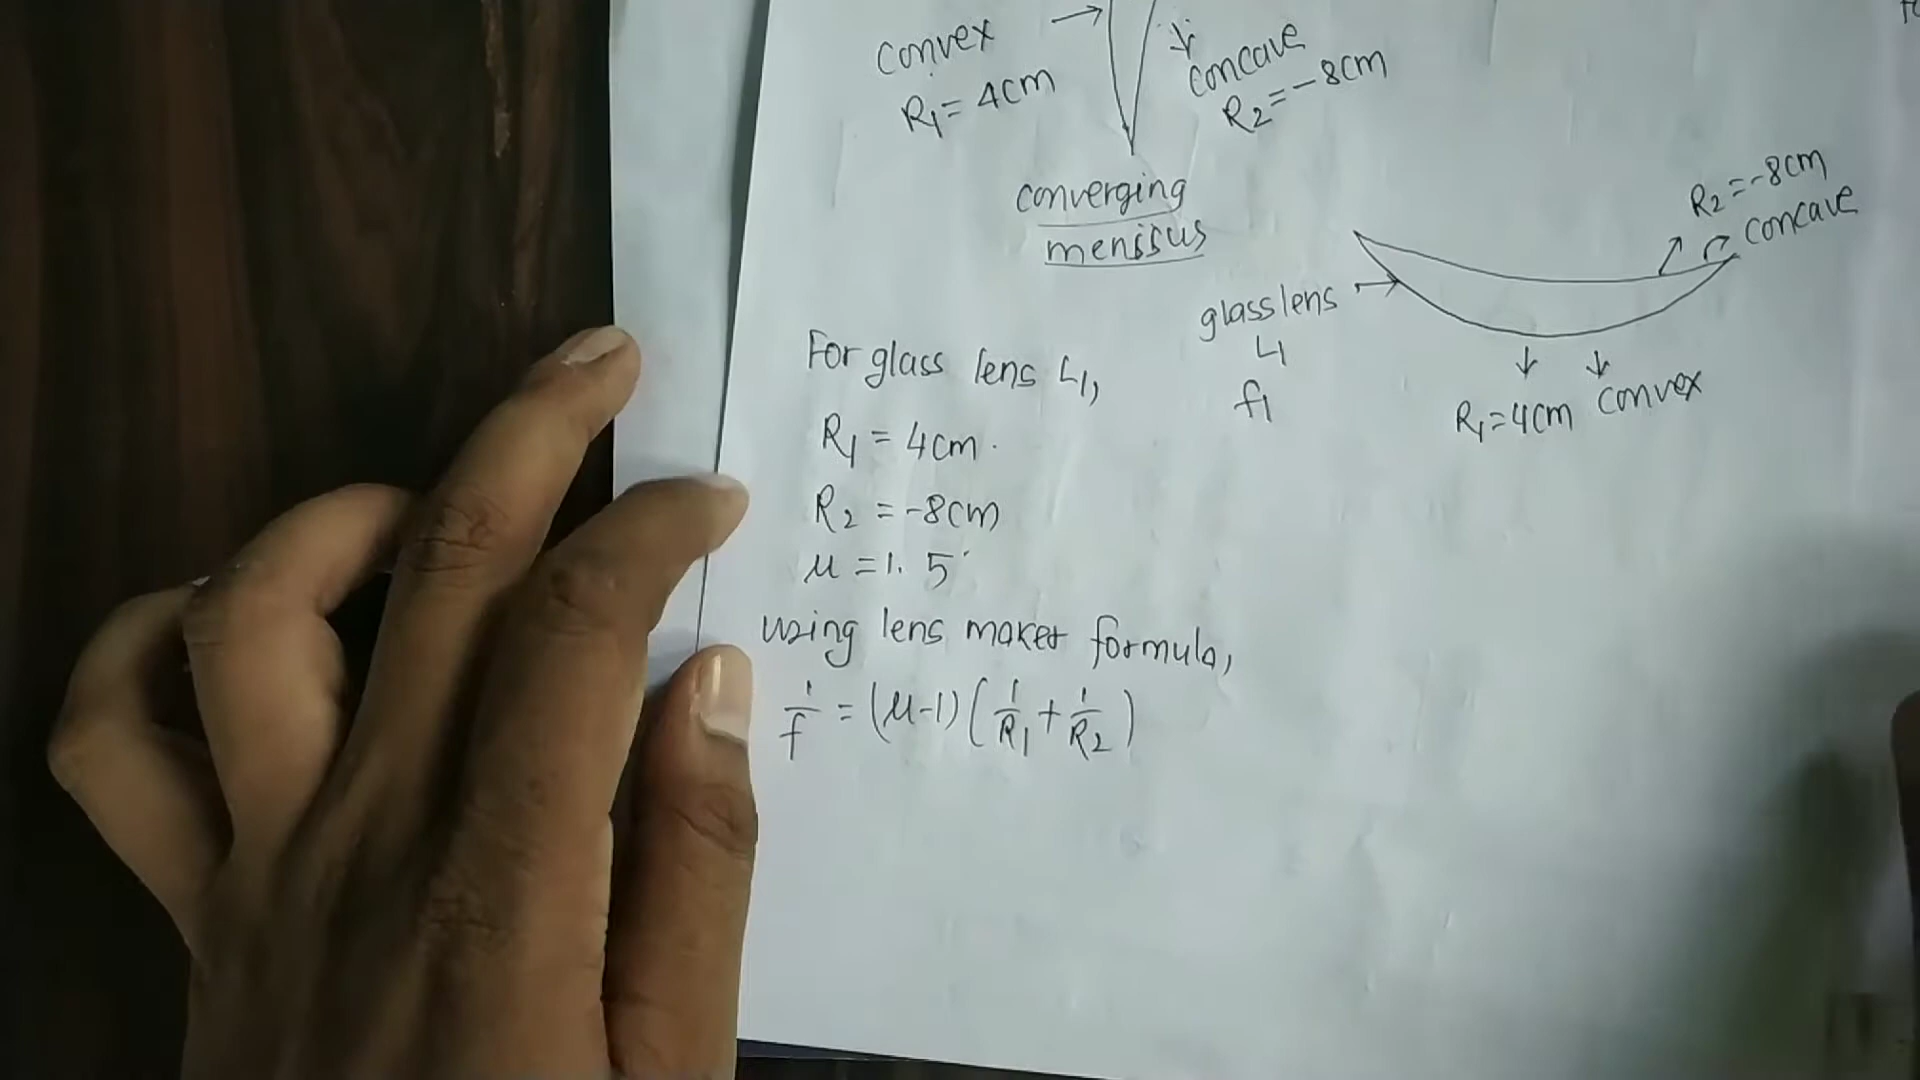 convex
R1 = 4cm
concave
R2 = -8cm
converging
menisus
R2 = -8cm
concave
glass lens
L1
f1
R1 = 4cm convex
For glass lens L1,
R1 = 4cm.
R2 = -8cm
μ = 1.5
using lens maker formula,
1/f = (μ-1)(1/R1 + 1/R2)